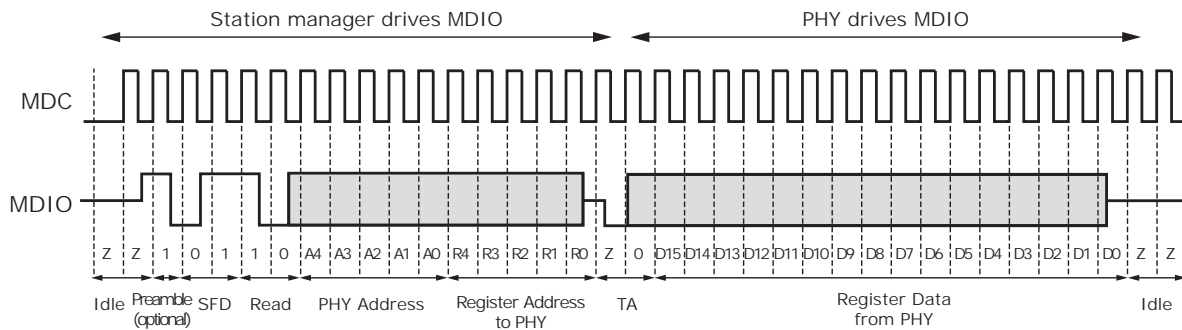 Station manager drives MDIO
PHY drives MDIO
MDC
MDIO
Z Z 1 0 1 1 0 A4 A3 A2 A1 A0 R4 R3 R2 R1 R0 Z 0 D15 D14 D13 D12 D11 D10 D9 D8 D7 D6 D5 D4 D3 D2 D1 D0 Z Z
Idle
Preamble
(optional)
SFD
Read
PHY Address
Register Address
to PHY
TA
Register Data
from PHY
Idle